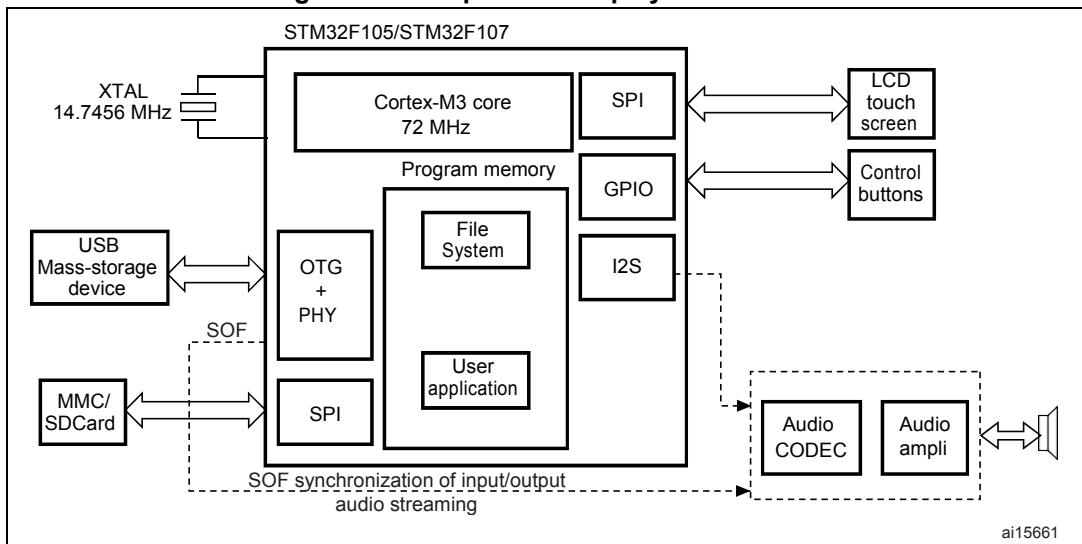 STM32F105/STM32F107
XTAL
14.7456 MHz
Cortex-M3 core
72 MHz
SPI
LCD
touch
screen
Program memory
GPIO
Control
buttons
File
System
USB
Mass-storage
device
OTG
+
PHY
I2S
SOF
User
application
MMC/
SDCard
SPI
Audio
CODEC
Audio
ampli
SOF synchronization of input/output
audio streaming
ai15661